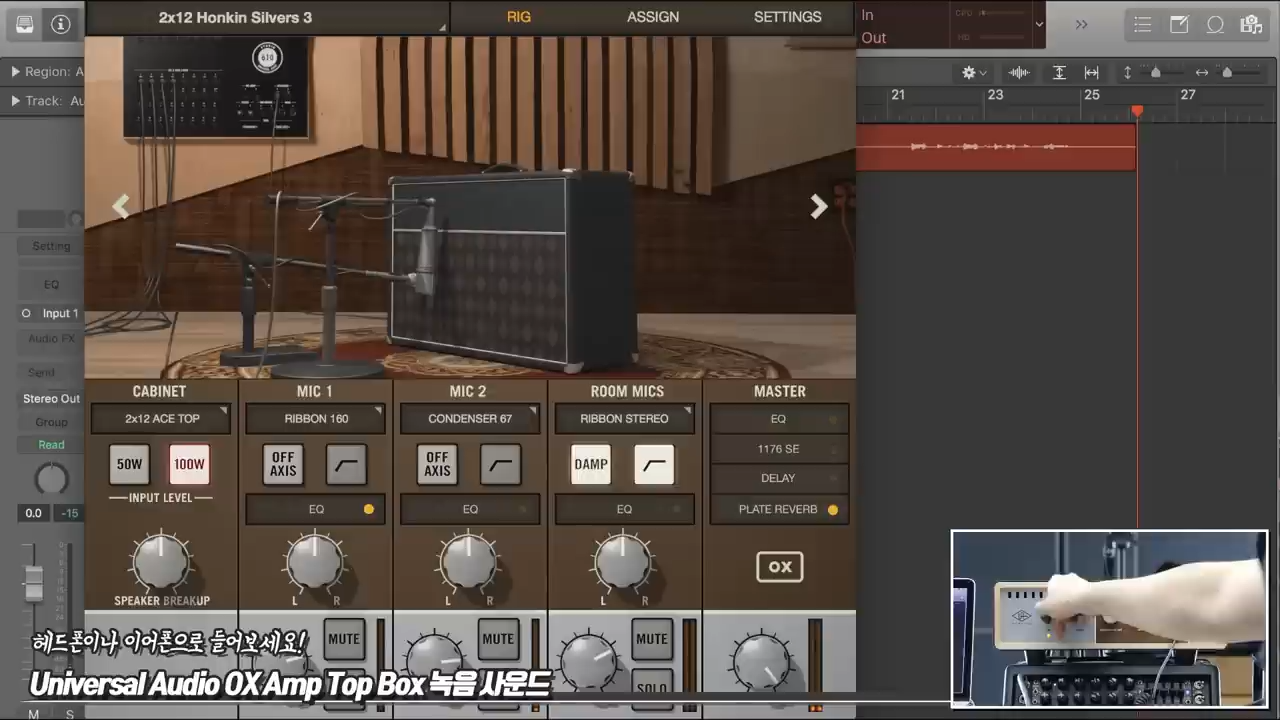 2x12 Honkin Silvers 3
RIG
ASSIGN
SETTINGS
In
Out
CPU
HD
Region: A
Track: Au
21
23
25
27
610
Setting
EQ
Input 1
Audio FX
Send
Stereo Out
Group
Read
0.0
-15
CABINET
MIC 1
MIC 2
ROOM MICS
MASTER
2x12 ACE TOP
RIBBON 160
CONDENSER 67
RIBBON STEREO
EQ
50W
100W
OFF AXIS
OFF AXIS
DAMP
1176 SE
DELAY
INPUT LEVEL
EQ
EQ
EQ
PLATE REVERB
OX
SPEAKER BREAKUP
L
R
L
R
L
R
MUTE
MUTE
MUTE
SOLO
헤드폰이나 이어폰으로 들어보세요!
Universal Audio OX Amp Top Box 녹음 사운드
M
S